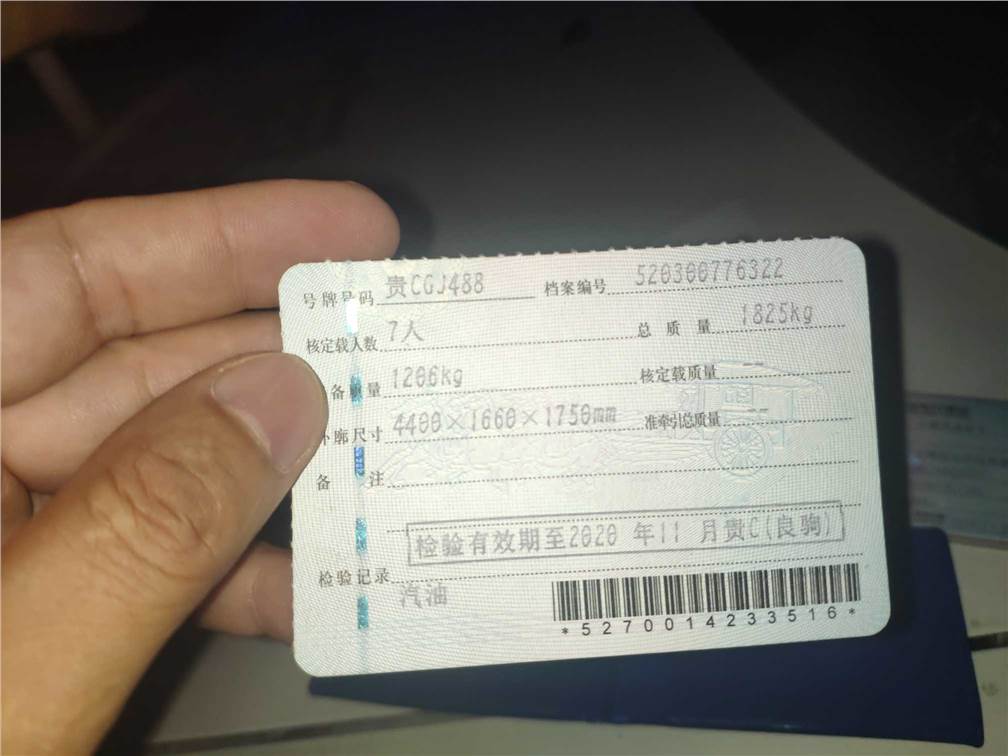 号牌号码 贵CGJ488 档案编号 520300776322
核定载人数 7人 总质量 1825kg
备质量 1206kg 核定载质量
外廓尺寸 4400×1660×1750mm 准牵引总质量
备注
检验有效期至2020 年11 月贵C(良驹)
检验记录
汽油
*5270014233516*